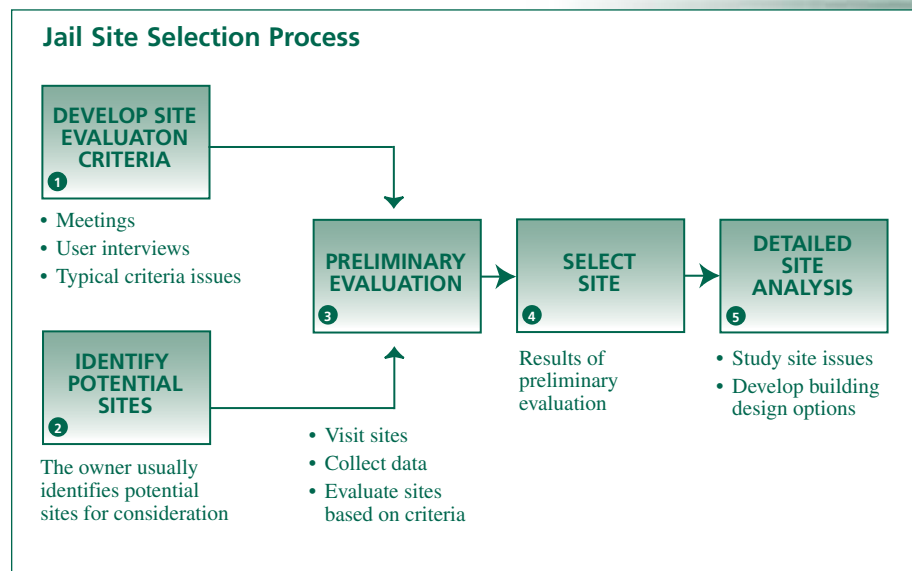 Jail Site Selection Process
DEVELOP SITE
EVALUATON
CRITERIA
1
• Meetings
• User interviews
• Typical criteria issues
IDENTIFY
POTENTIAL
SITES
2
The owner usually
identifies potential
sites for consideration
PRELIMINARY
EVALUATION
3
• Visit sites
• Collect data
• Evaluate sites
based on criteria
SELECT
SITE
4
Results of
preliminary
evaluation
DETAILED
SITE
ANALYSIS
5
• Study site issues
• Develop building
design options